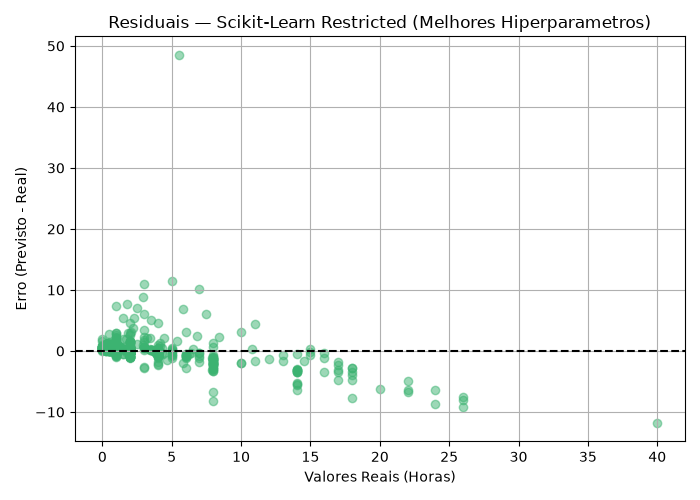 Residuais — Scikit-Learn Restricted (Melhores Hiperparametros)
50
40
30
20
10
0
−10
Erro (Previsto - Real)
0 5 10 15 20 25 30 35 40
Valores Reais (Horas)